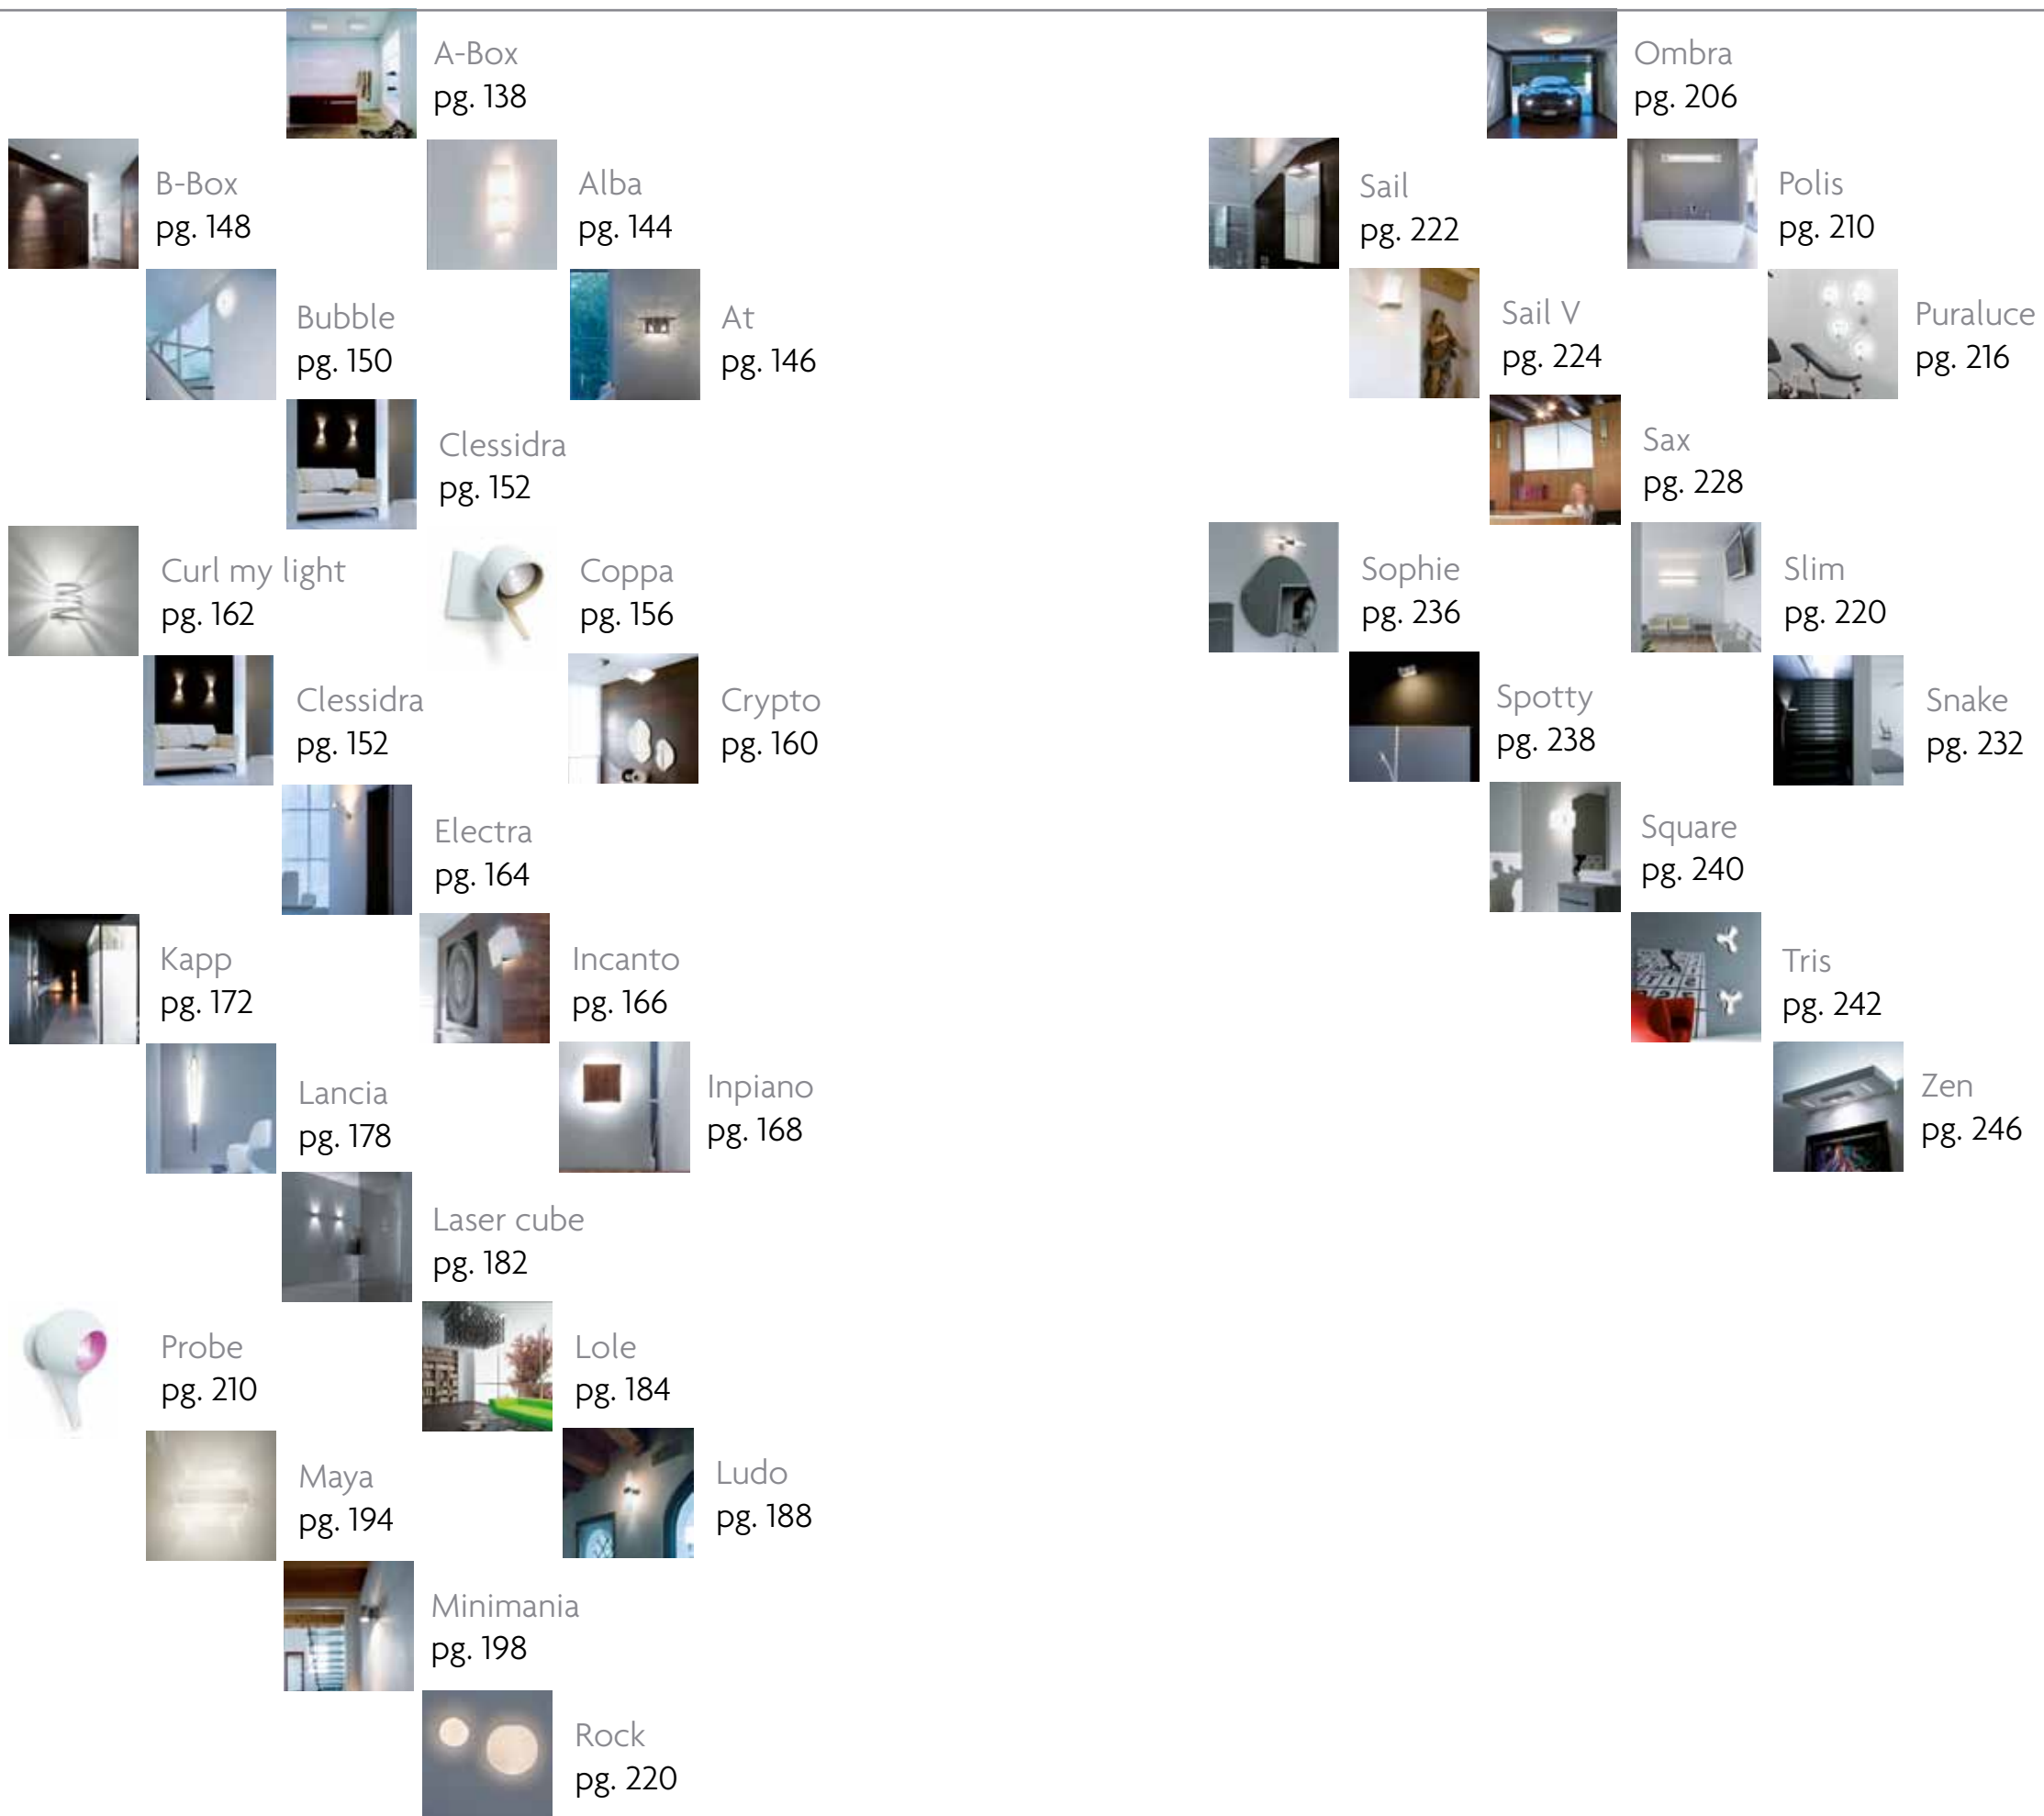 A-Box
pg. 138
B-Box
pg. 148
Alba
pg. 144
Bubble
pg. 150
At
pg. 146
Clessidra
pg. 152
Curl my light
pg. 162
Coppa
pg. 156
Clessidra
pg. 152
Crypto
pg. 160
Electra
pg. 164
Kapp
pg. 172
Incanto
pg. 166
Lancia
pg. 178
Inpiano
pg. 168
Laser cube
pg. 182
Probe
pg. 210
Lole
pg. 184
Maya
pg. 194
Ludo
pg. 188
Minimania
pg. 198
Rock
pg. 220
Ombra
pg. 206
Sail
pg. 222
Polis
pg. 210
Sail V
pg. 224
Puraluce
pg. 216
Sax
pg. 228
Sophie
pg. 236
Slim
pg. 220
Spotty
pg. 238
Snake
pg. 232
Square
pg. 240
Tris
pg. 242
Zen
pg. 246